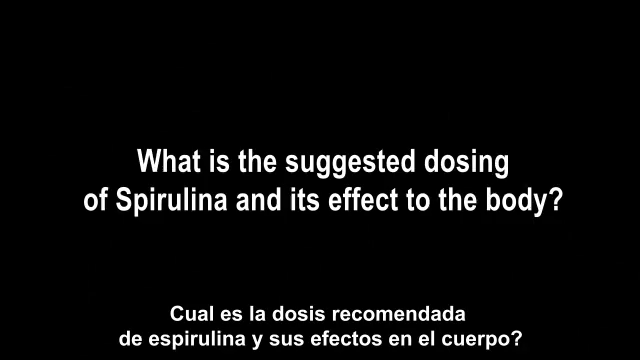 What is the suggested dosing
of Spirulina and its effect to the body?
Cual es la dosis recomendada
de espirulina y sus efectos en el cuerpo?